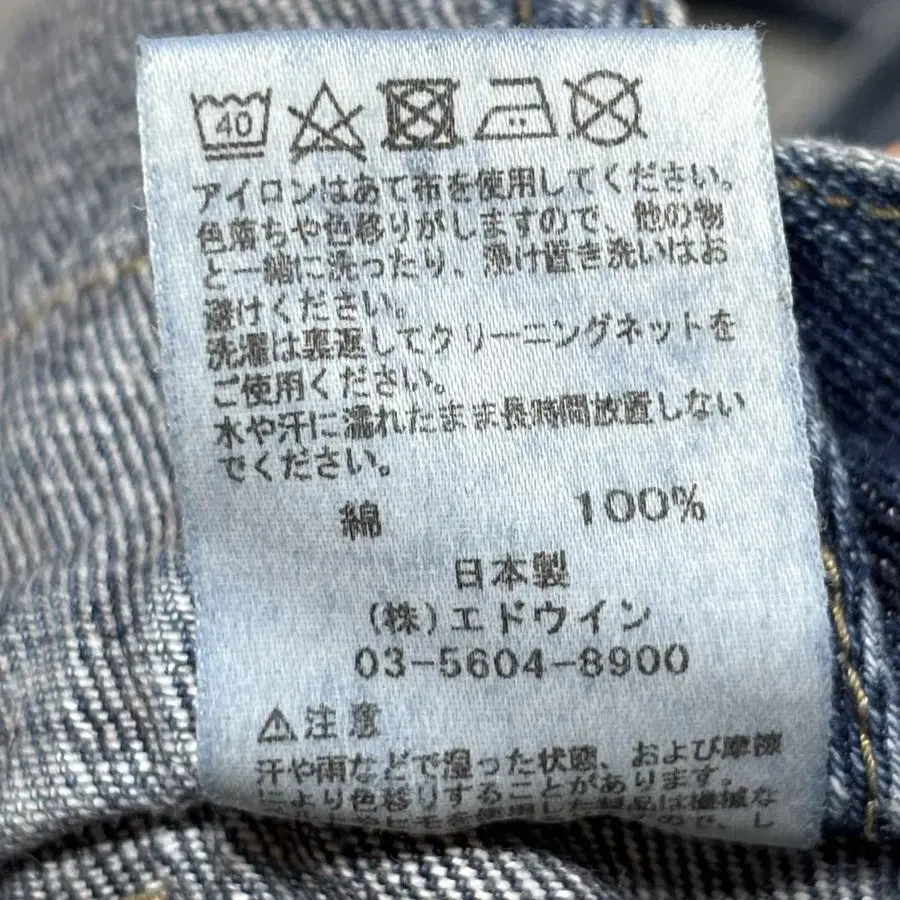 40
アイロンはあて布を使用してください。
色落ちや色移りがしますので、他の物
と一緒に洗ったり、漬け置き洗いはお
避けください。
洗濯は裏返してクリーニングネットを
ご使用ください。
水や汗に濡れたまま長時間放置しない
でください。
綿 100%
日本製
(株)エドウイン
03-5604-8900
⚠注意
汗や雨などで湿った状態、および摩擦
により色移りすることがあります。